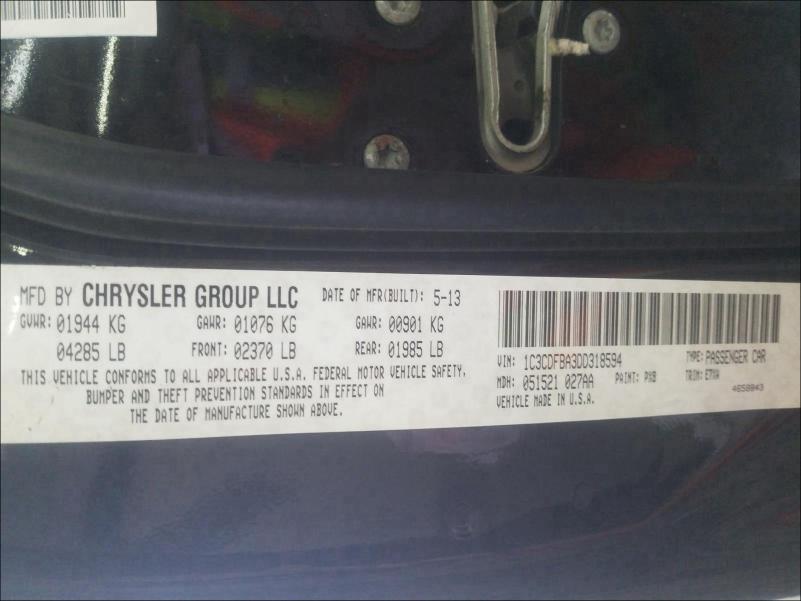 MFD BY CHRYSLER GROUP LLC DATE OF MFR(BUILT): 5-13
GVWR: 01944 KG GAWR: 01076 KG GAWR: 00901 KG
04285 LB FRONT: 02370 LB REAR: 01985 LB
THIS VEHICLE CONFORMS TO ALL APPLICABLE U.S.A. FEDERAL MOTOR VEHICLE SAFETY,
BUMPER AND THEFT PREVENTION STANDARDS IN EFFECT ON
THE DATE OF MANUFACTURE SHOWN ABOVE.
VIN: 1C3CDFBA3DD318594 TYPE: PASSENGER CAR
MDH: 051521 027AA PAINT: PXB TRIM:
VEHICLE MADE IN U.S.A. 4658843